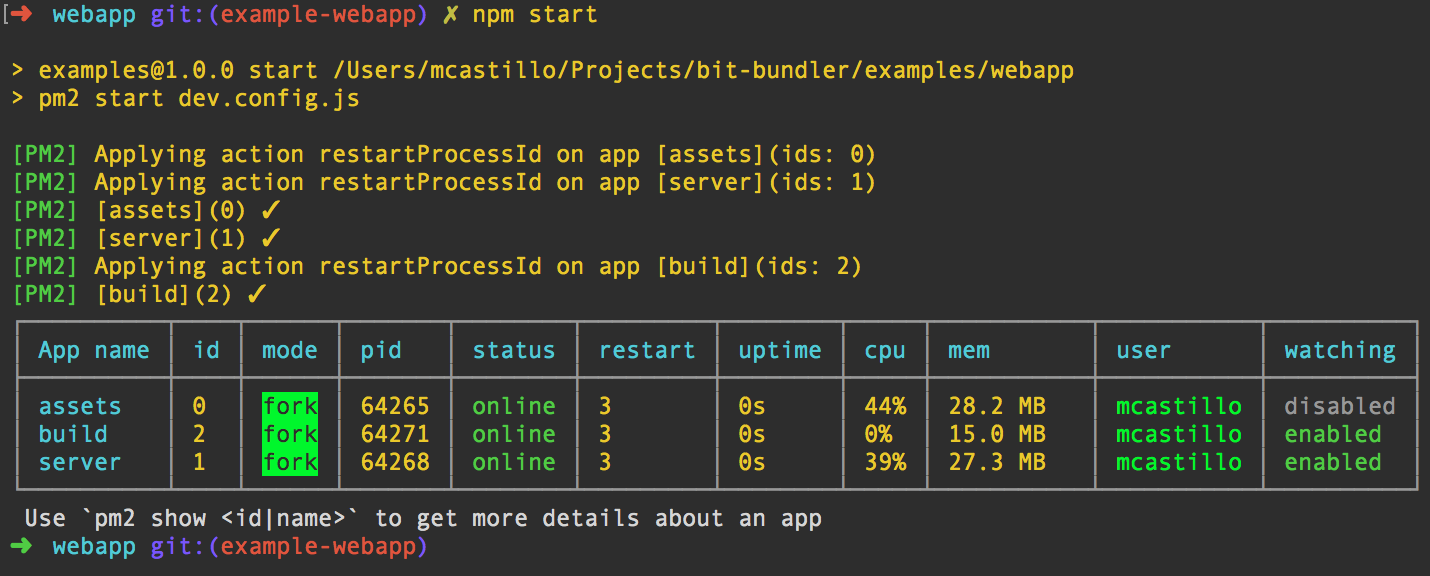 [➜ webapp git:(example-webapp) ✗ npm start
> examples@1.0.0 start /Users/mcastillo/Projects/bit-bundler/examples/webapp
> pm2 start dev.config.js
[PM2] Applying action restartProcessId on app [assets](ids: 0)
[PM2] Applying action restartProcessId on app [server](ids: 1)
[PM2] [assets](0) ✓
[PM2] [server](1) ✓
[PM2] Applying action restartProcessId on app [build](ids: 2)
[PM2] [build](2) ✓
App name │ id │ mode │ pid │ status │ restart │ uptime │ cpu │ mem │ user │ watching
assets │ 0 │ fork │ 64265 │ online │ 3 │ 0s │ 44% │ 28.2 MB │ mcastillo │ disabled
build │ 2 │ fork │ 64271 │ online │ 3 │ 0s │ 0% │ 15.0 MB │ mcastillo │ enabled
server │ 1 │ fork │ 64268 │ online │ 3 │ 0s │ 39% │ 27.3 MB │ mcastillo │ enabled
Use `pm2 show <id|name>` to get more details about an app
➜ webapp git:(example-webapp)